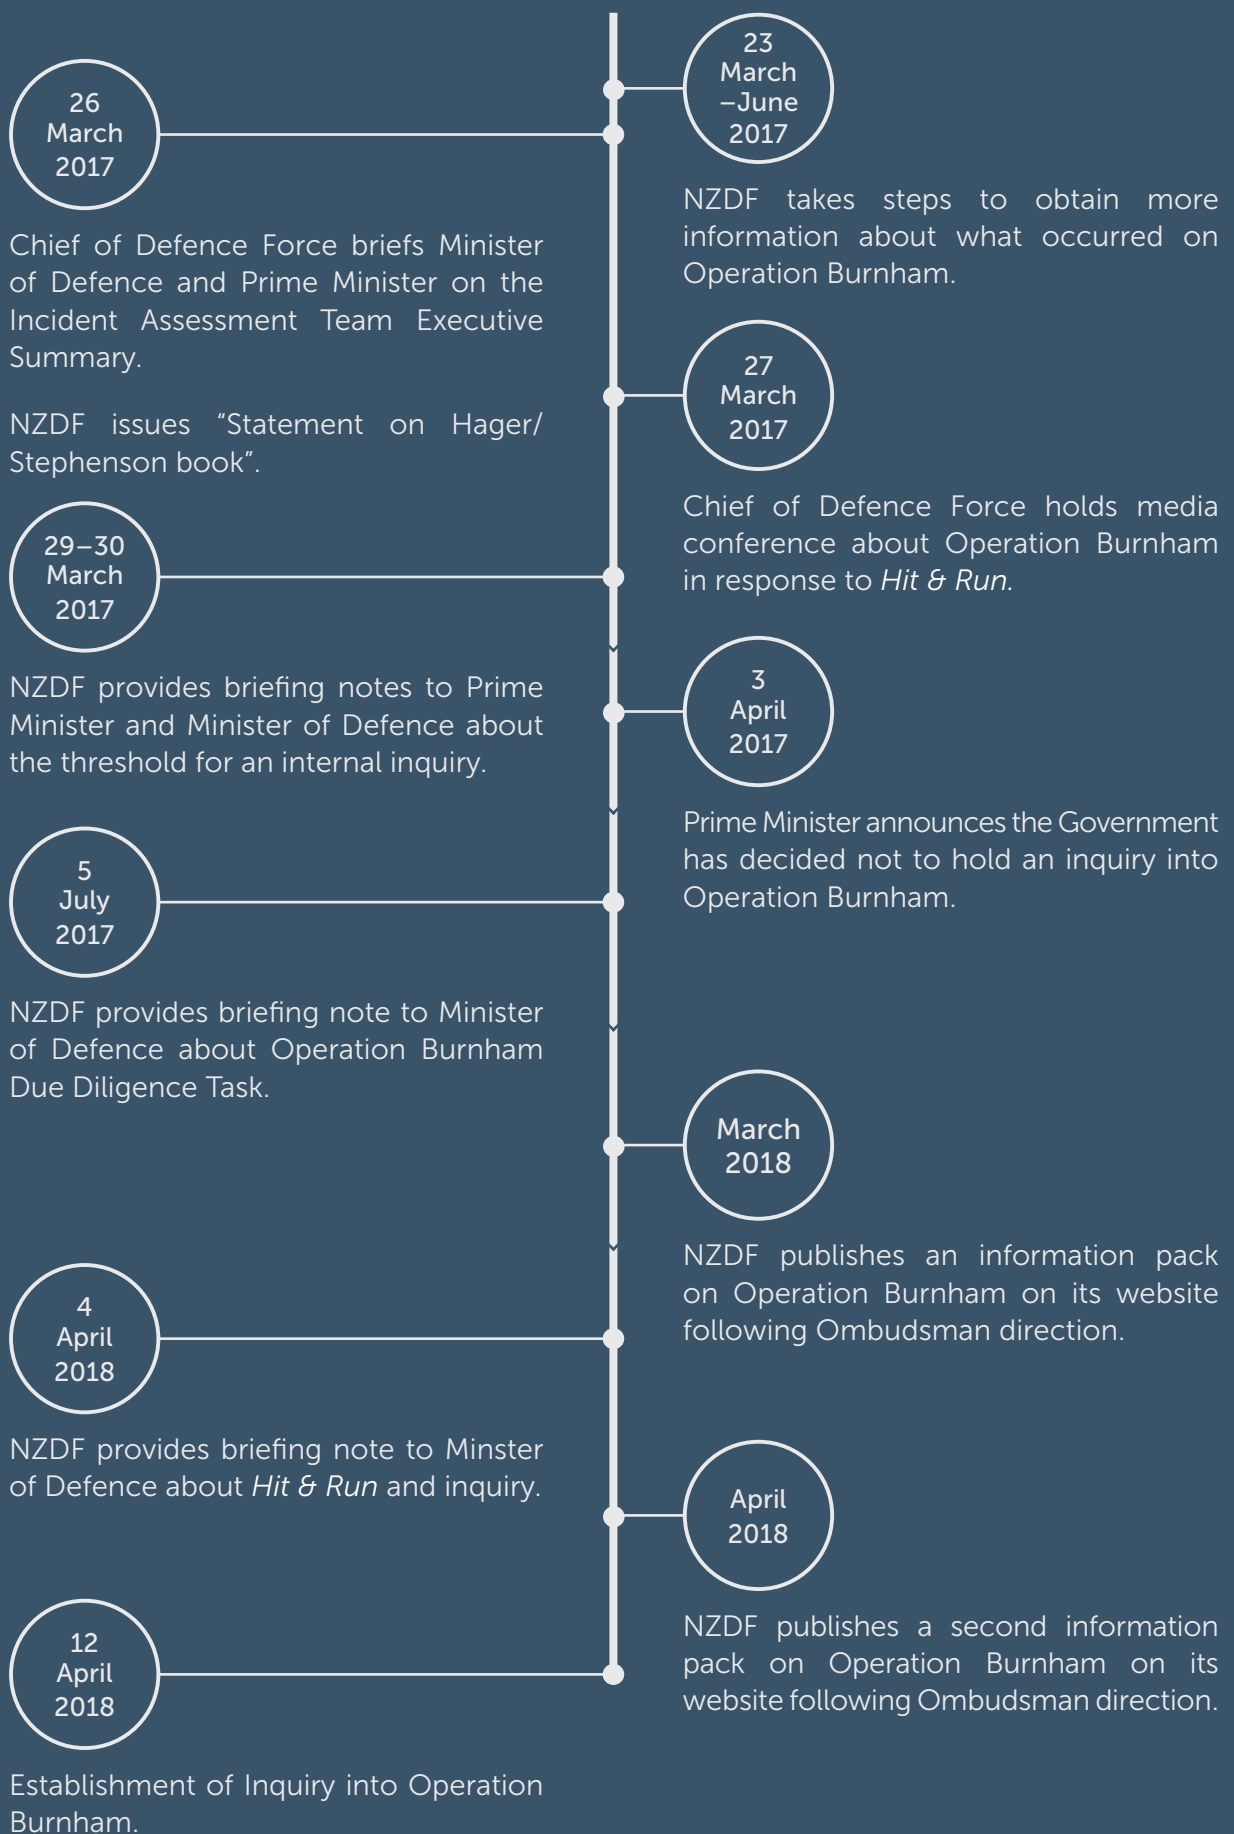 23
March
–June
2017
NZDF takes steps to obtain more
information about what occurred on
Operation Burnham.
26
March
2017
Chief of Defence Force briefs Minister
of Defence and Prime Minister on the
Incident Assessment Team Executive
Summary.
NZDF issues “Statement on Hager/
Stephenson book”.
27
March
2017
Chief of Defence Force holds media
conference about Operation Burnham
in response to Hit & Run.
29–30
March
2017
NZDF provides briefing notes to Prime
Minister and Minister of Defence about
the threshold for an internal inquiry.
3
April
2017
Prime Minister announces the Government
has decided not to hold an inquiry into
Operation Burnham.
5
July
2017
NZDF provides briefing note to Minister
of Defence about Operation Burnham
Due Diligence Task.
March
2018
NZDF publishes an information pack
on Operation Burnham on its website
following Ombudsman direction.
4
April
2018
NZDF provides briefing note to Minster
of Defence about Hit & Run and inquiry.
April
2018
NZDF publishes a second information
pack on Operation Burnham on its
website following Ombudsman direction.
12
April
2018
Establishment of Inquiry into Operation
Burnham.